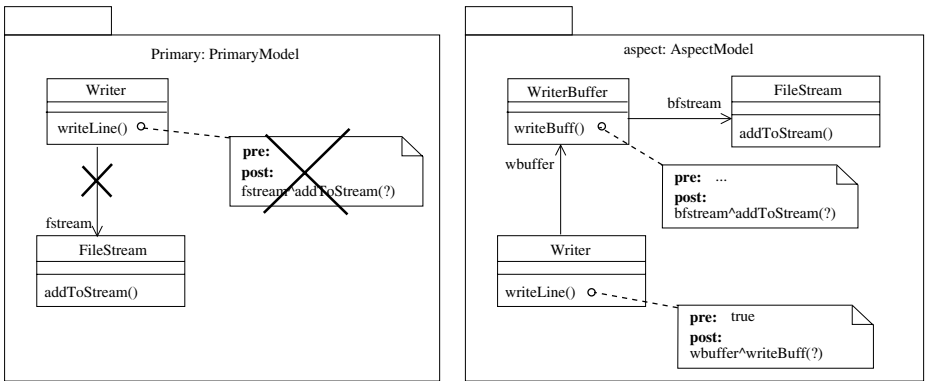 Primary: PrimaryModel
Writer
writeLine()
pre:
post:
fstream^addToStream(?)
fstream
FileStream
addToStream()
aspect: AspectModel
WriterBuffer
writeBuff()
bfstream
FileStream
addToStream()
wbuffer
pre: ...
post:
bfstream^addToStream(?)
Writer
writeLine()
pre: true
post:
wbuffer^writeBuff(?)